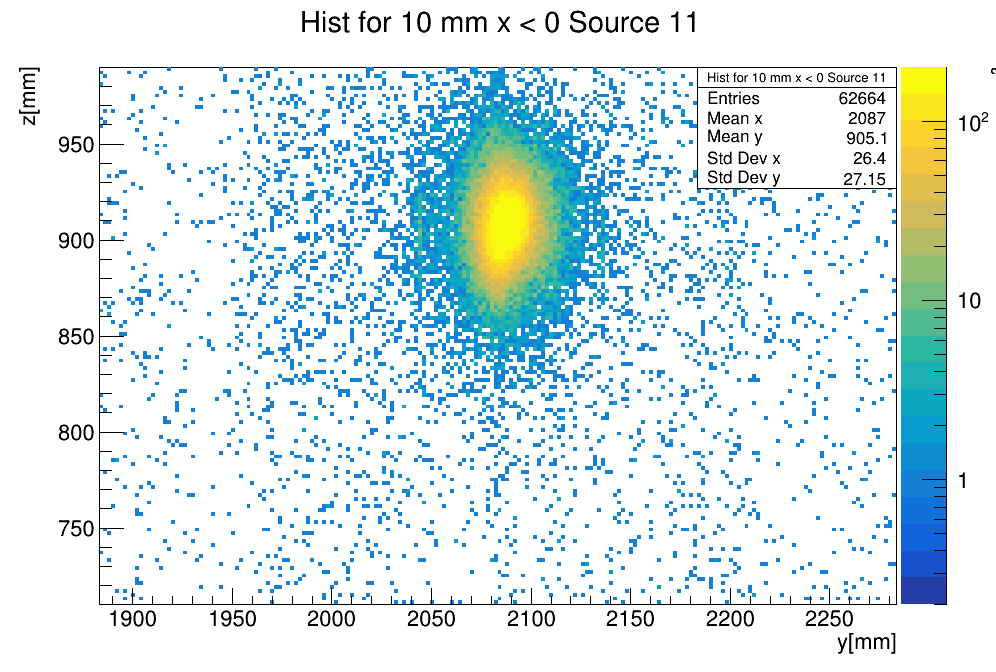 Hist for 10 mm x < 0 Source 11
z[mm]
Hist for 10 mm x < 0 Source 11
Entries 62664
Mean x 2087
Mean y 905.1
Std Dev x 26.4
Std Dev y 27.15
950
900
850
800
750
10²
10
1
1900 1950 2000 2050 2100 2150 2200 2250
y[mm]